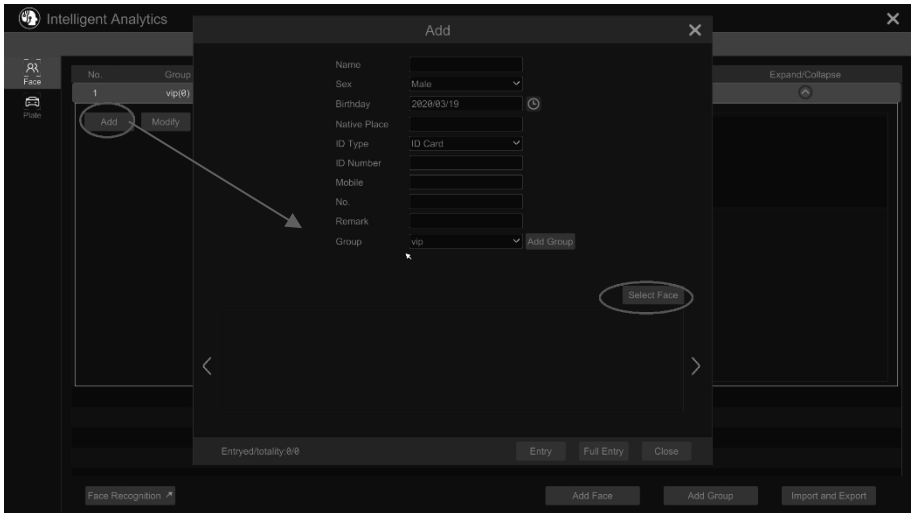 Intelligent Analytics
Add
Face
Plate
No. Group Expand/Collapse
1 vip(0)
Add Modify
Name
Sex Male
Birthday 2020/03/19
Native Place
ID Type ID Card
ID Number
Mobile
No.
Remark
Group vip Add Group
Select Face
Entryed/totality:0/0 Entry Full Entry Close
Face Recognition Add Face Add Group Import and Export